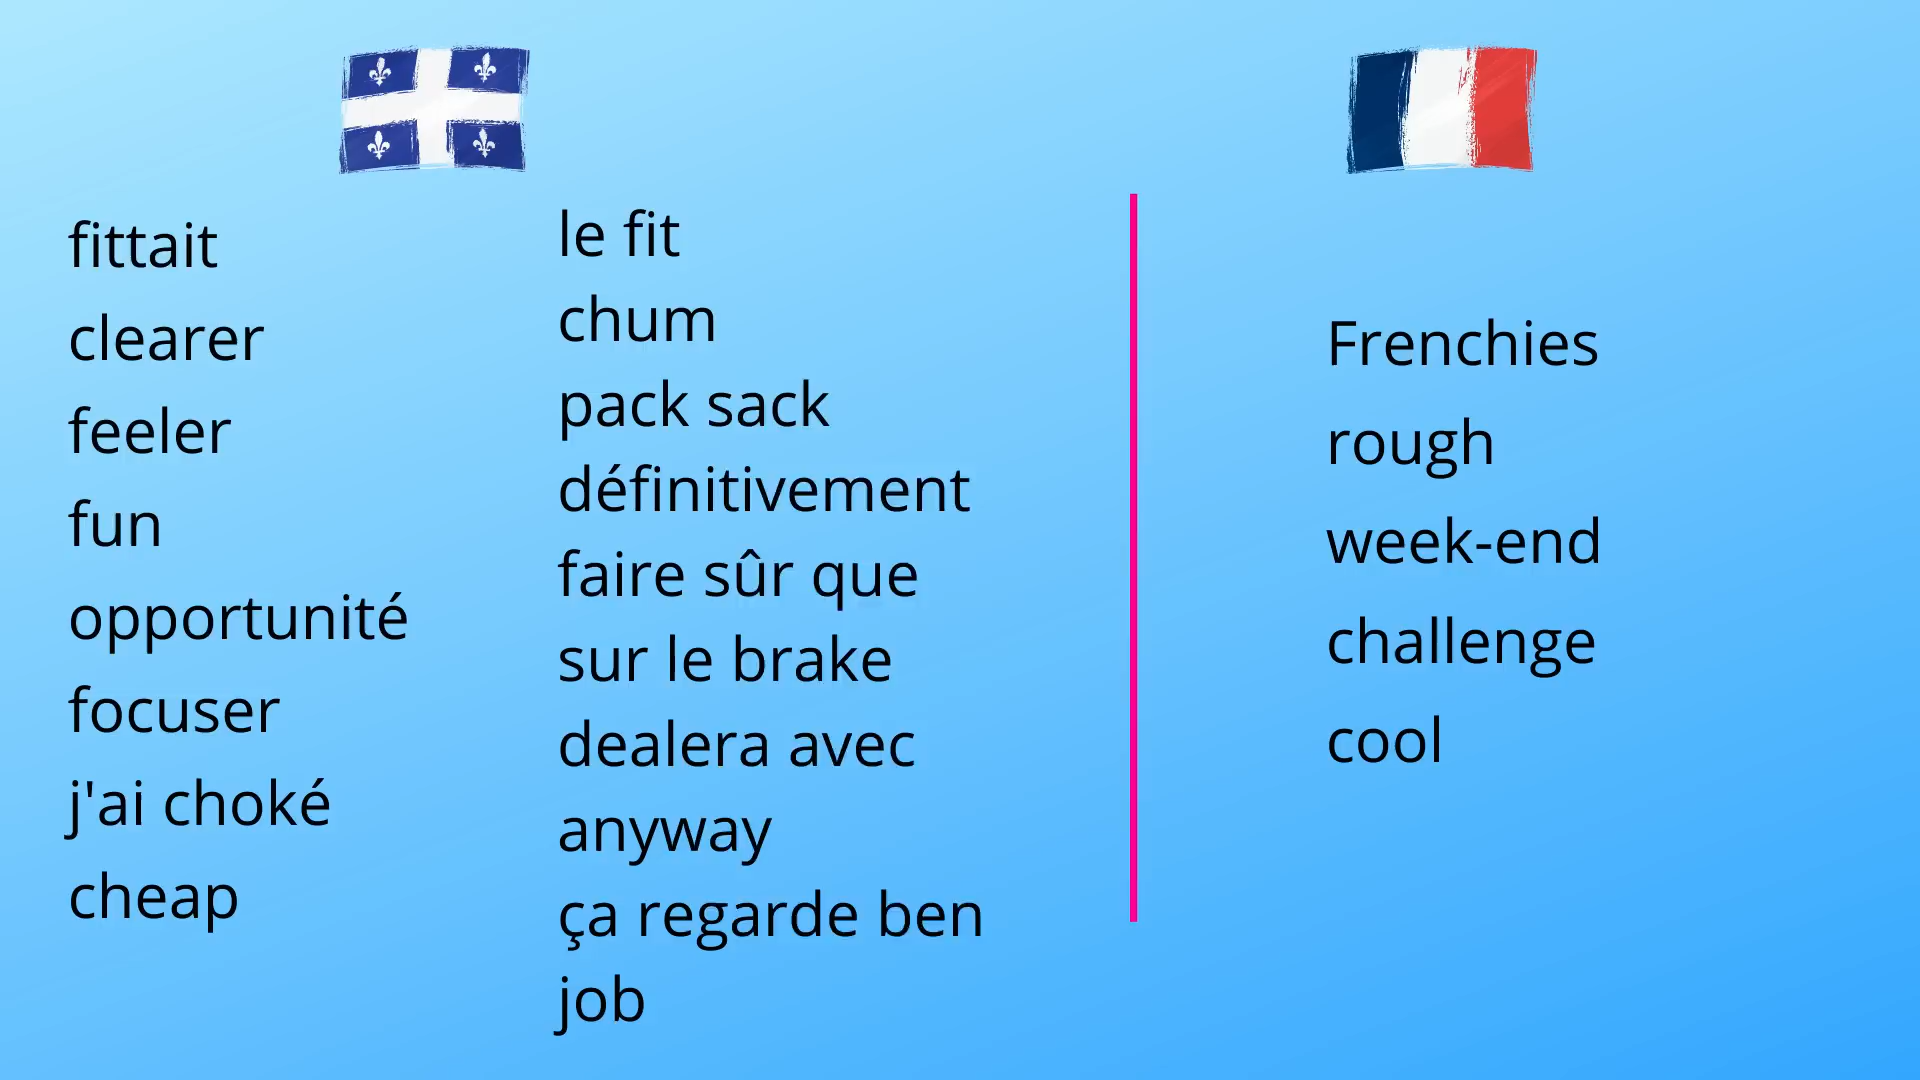 fittait
clearer
feeler
fun
opportunité
focuser
j'ai choké
cheap
le fit
chum
pack sack
définitivement
faire sûr que
sur le brake
dealera avec
anyway
ça regarde ben
job
Frenchies
rough
week-end
challenge
cool